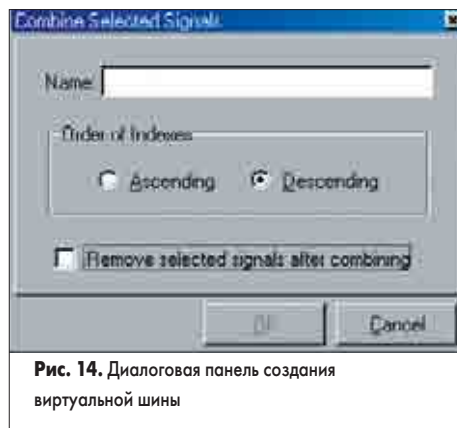 Combine Selected Signals
Name:
Order of Indexes
Ascending Descending
Remove selected signals after combining
OK Cancel
Рис. 14. Диалоговая панель создания
виртуальной шины